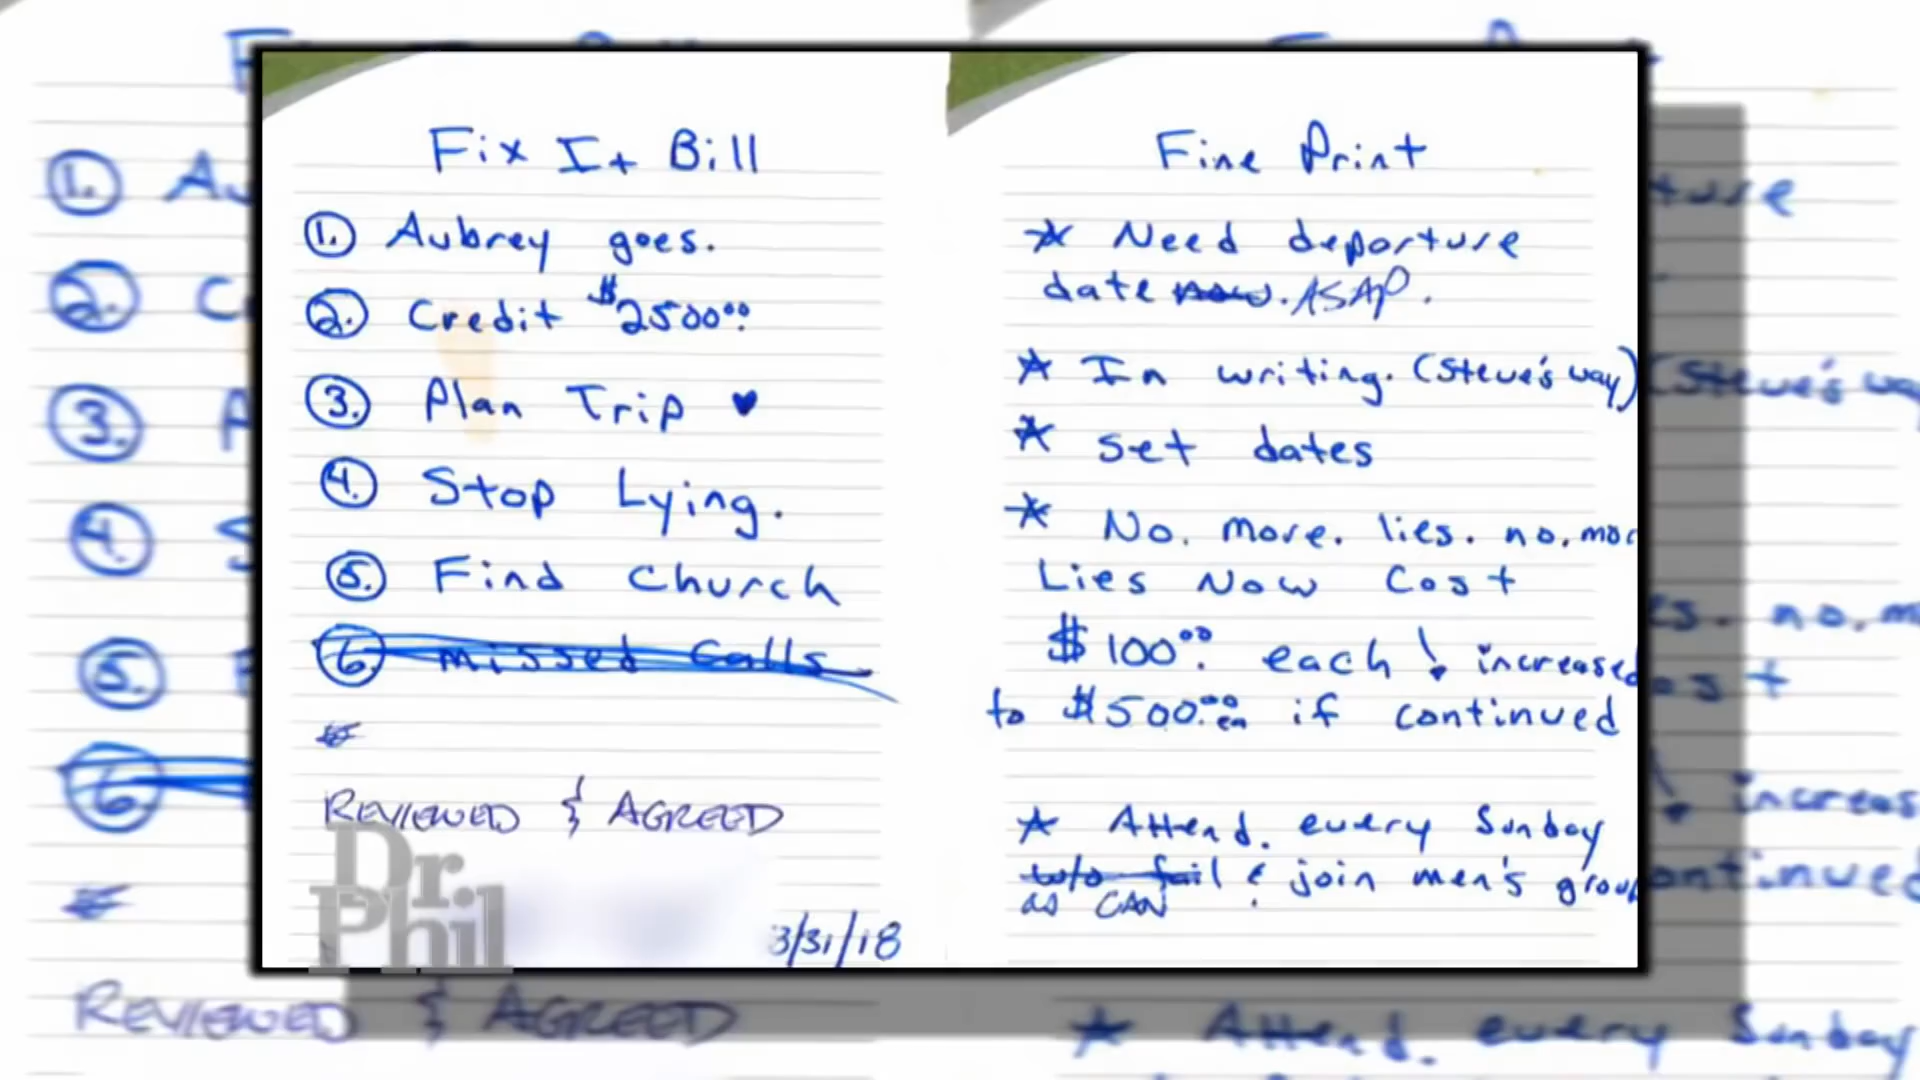 Fix It Bill
1. Aubrey goes.
2. Credit $2500.00
3. Plan Trip ♥
4. Stop Lying.
5. Find Church
6. missed calls
REVIEWED & AGREED
Dr.
Phil
3/31/18
Fine Print
* Need departure
date now. ASAP.
* In writing. (Steve's way)
* set dates
* No. more. lies. no. mor
Lies Now Cost
$100.00 each ! increased
to $500.00 ea if continued
* Attend. every Sunday
w/o fail & join men's group
as CAN